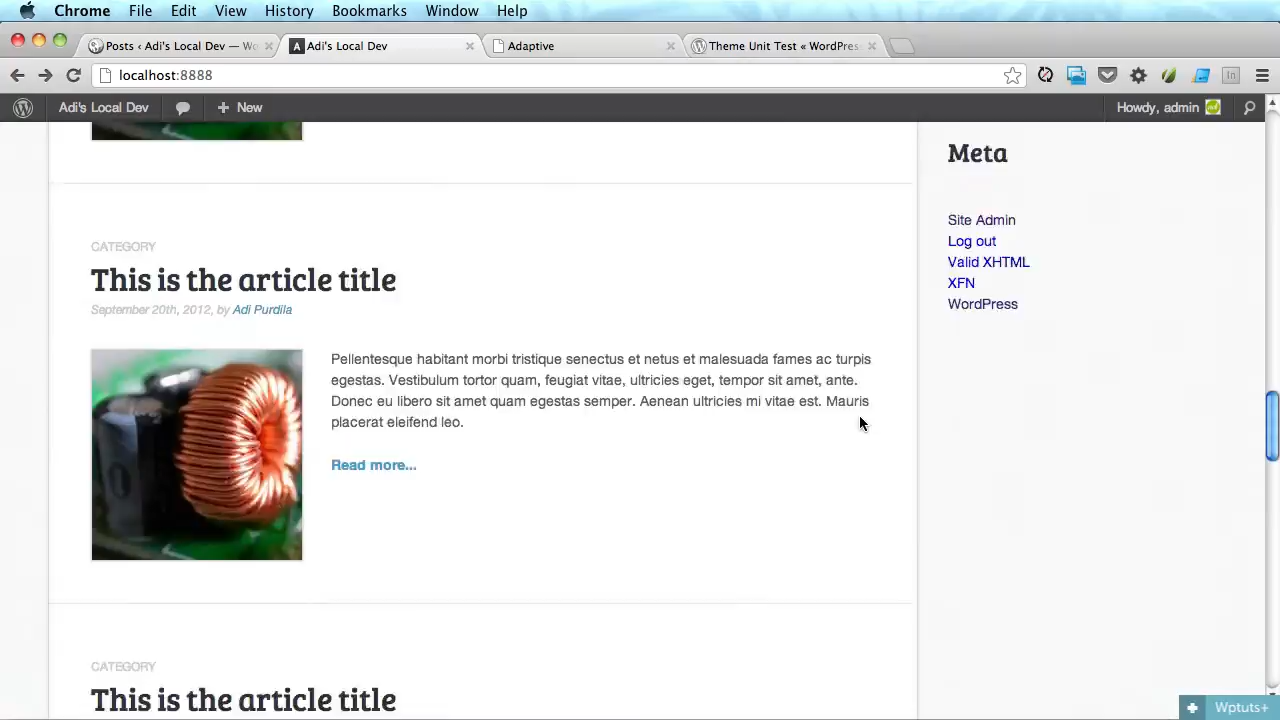 Chrome File Edit View History Bookmarks Window Help
Posts ‹ Adi's Local Dev — Wo
Adi's Local Dev
Adaptive
Theme Unit Test « WordPres
localhost:8888
Adi's Local Dev
New
Howdy, admin
Meta
Site Admin
Log out
Valid XHTML
XFN
WordPress
CATEGORY
This is the article title
September 20th, 2012, by Adi Purdila
Pellentesque habitant morbi tristique senectus et netus et malesuada fames ac turpis
egestas. Vestibulum tortor quam, feugiat vitae, ultricies eget, tempor sit amet, ante.
Donec eu libero sit amet quam egestas semper. Aenean ultricies mi vitae est. Mauris
placerat eleifend leo.
Read more...
CATEGORY
This is the article title
Wptuts+